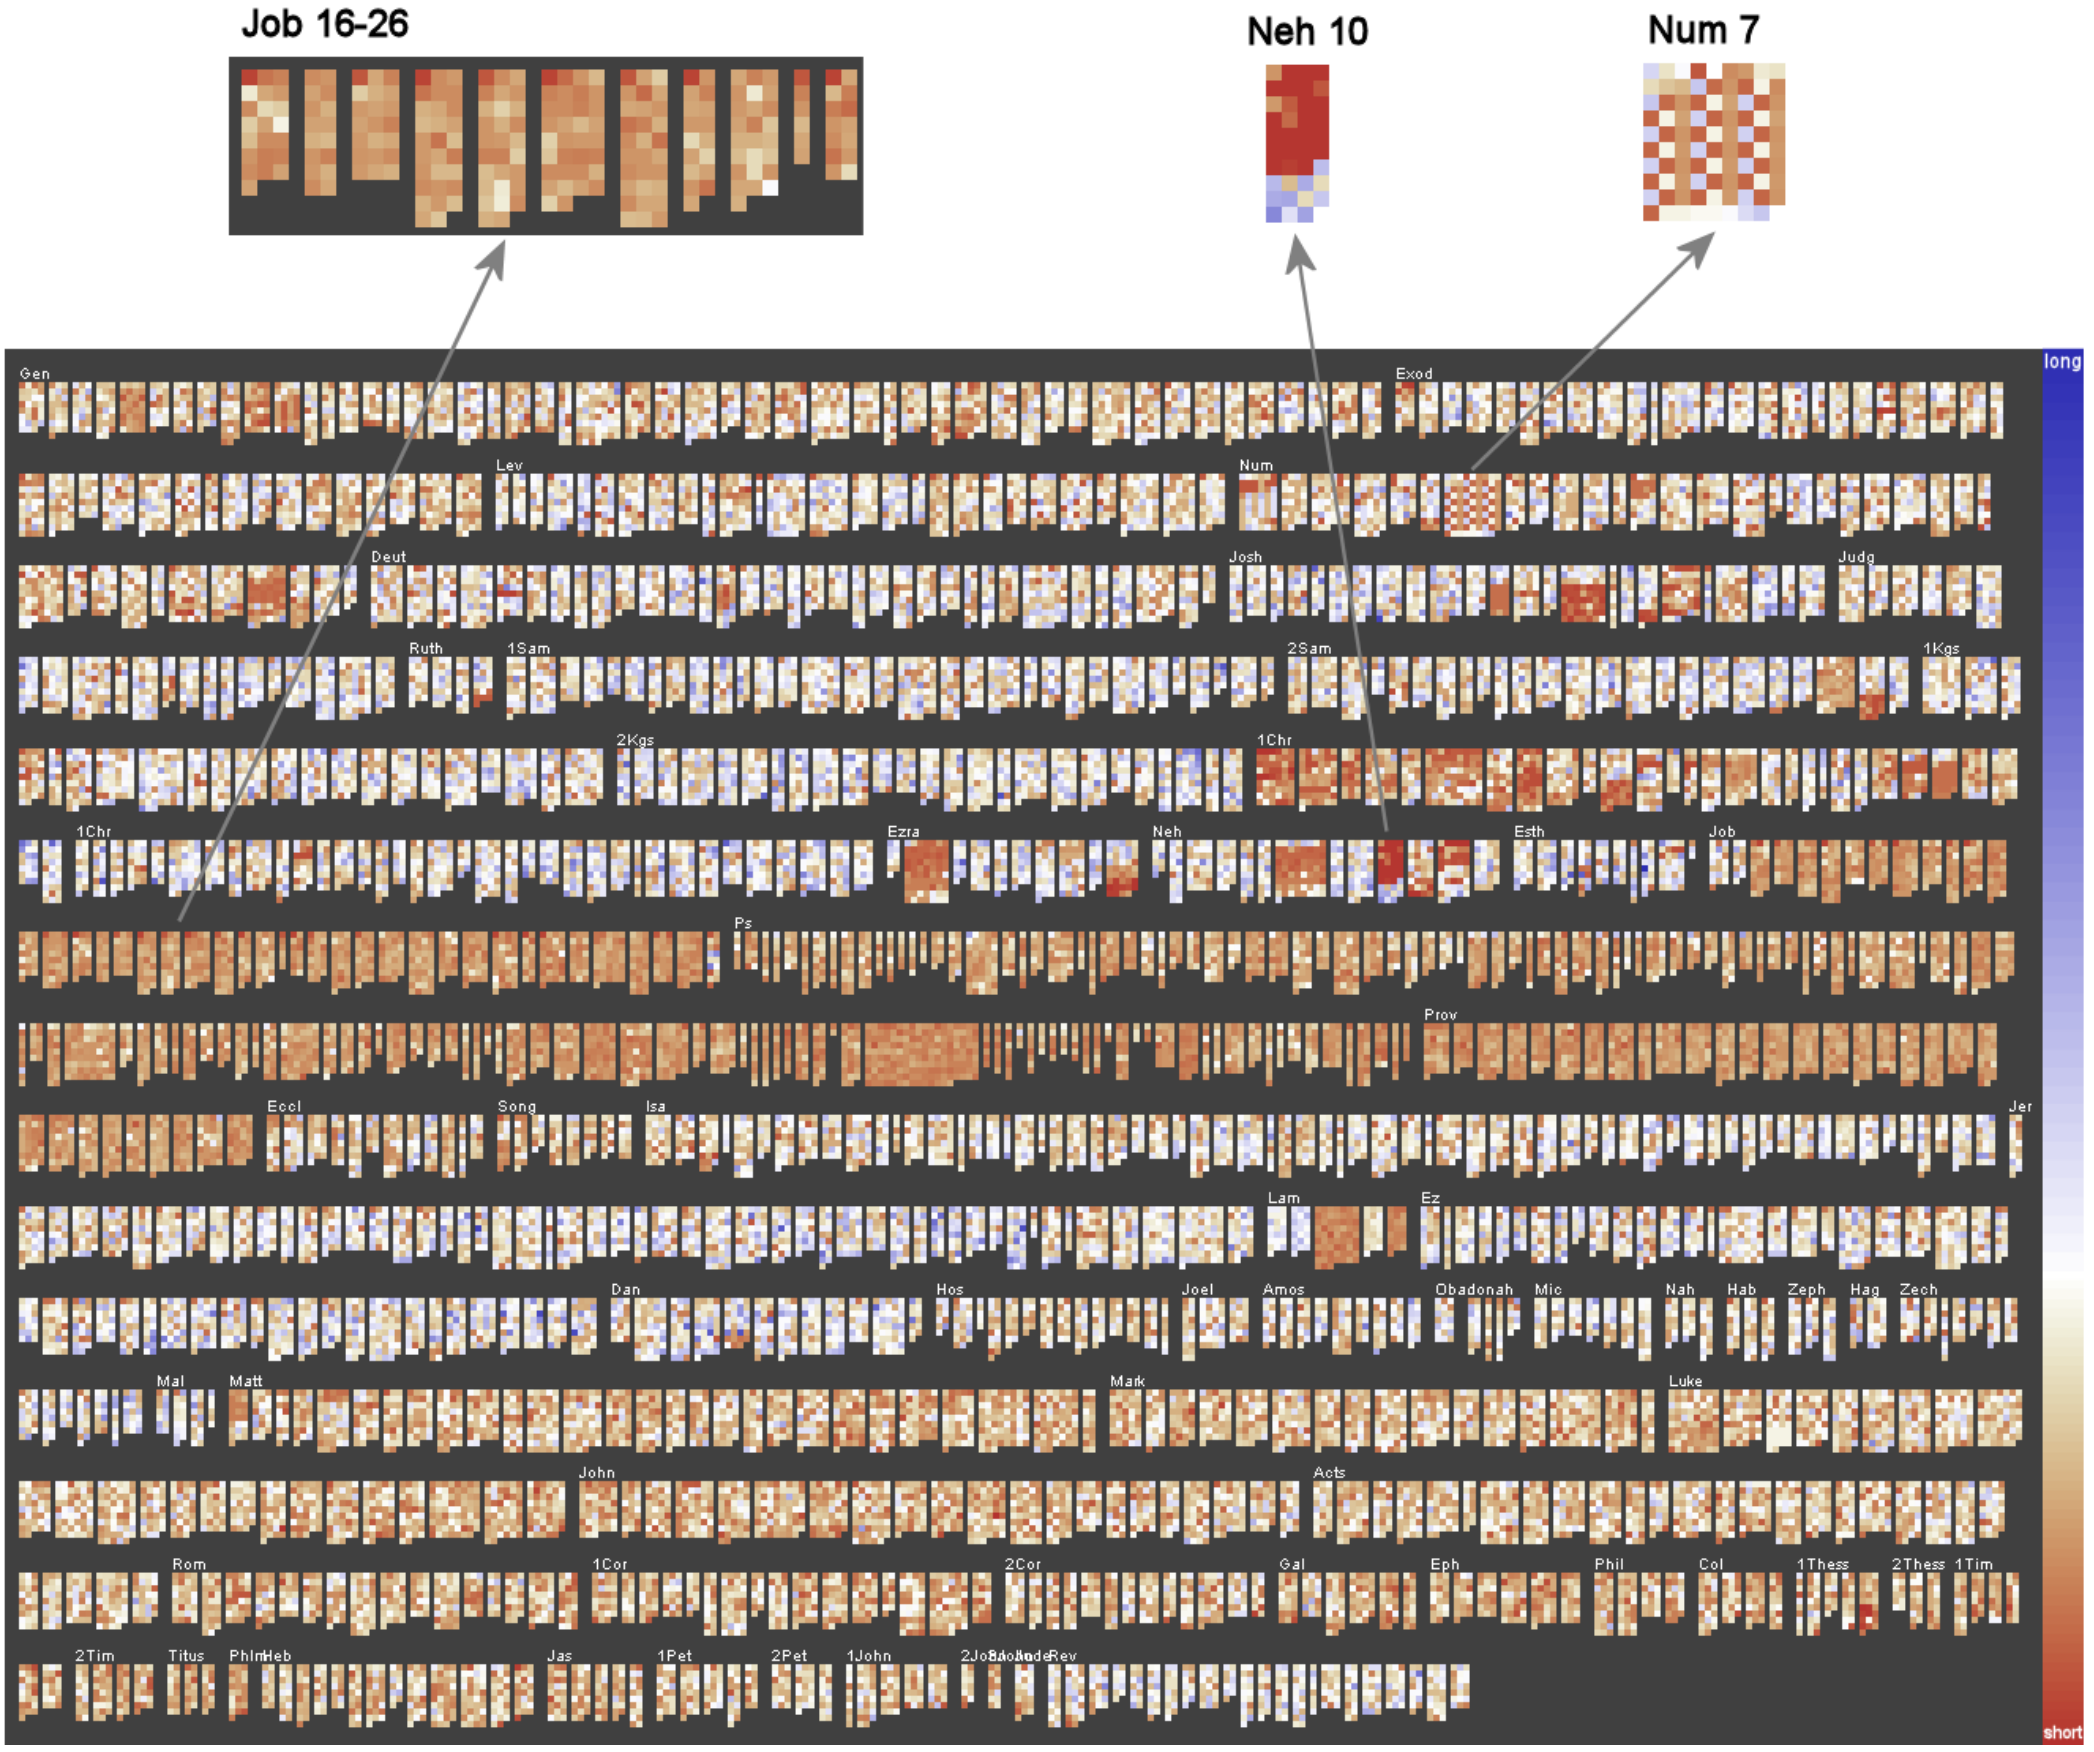 Job 16-26
Neh 10
Num 7
long
Gen Exod
Lev Num
Deut Josh Judg
Ruth 1Sam 2Sam 1Kgs
2Kgs 1Chr
1Chr Ezra Neh Esth Job
Ps
Prov
Eccl Song Isa Jer
Lam Ez
Dan Hos Joel Amos Obadonah Mic Nah Hab Zeph Hag Zech
Mal Matt Mark Luke
John Acts
Rom 1Cor 2Cor Gal Eph Phil Col 1Thess 2Thess 1Tim
2Tim Titus Phlm Heb Jas 1Pet 2Pet 1John Rev
short